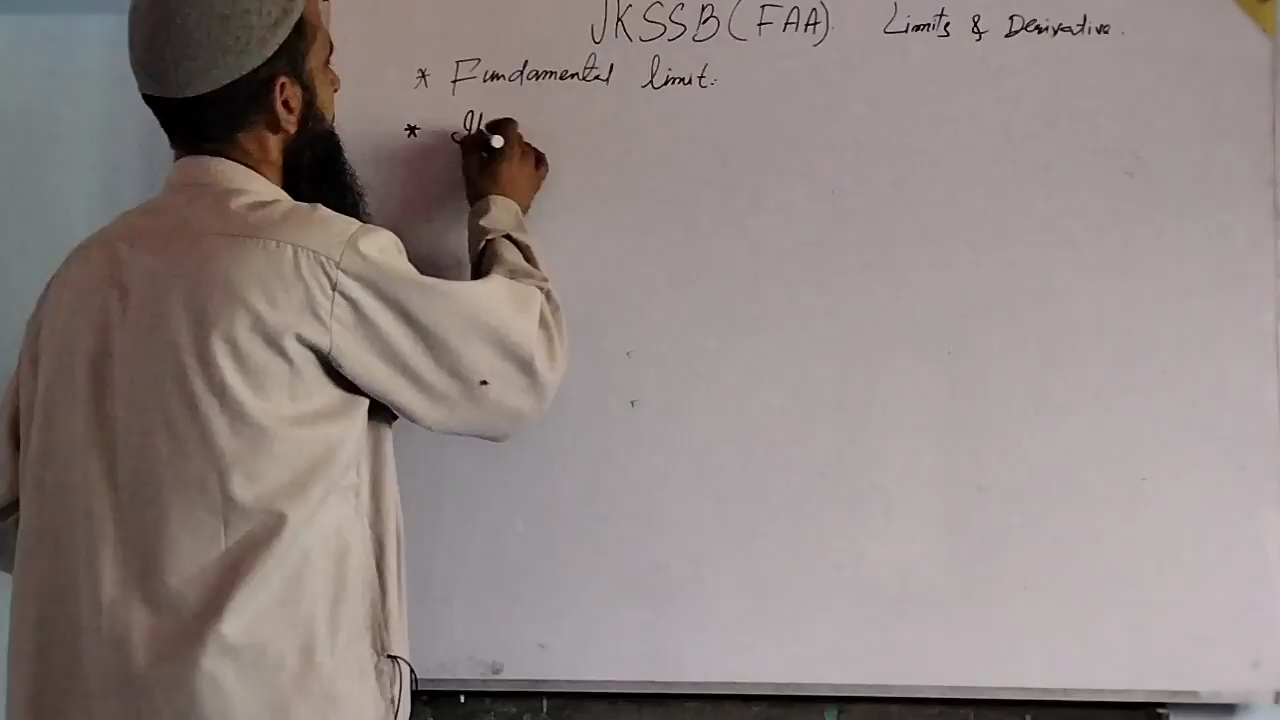 JKSSB (FAA). Limits & Derivative.
* Fundamental limit:
*